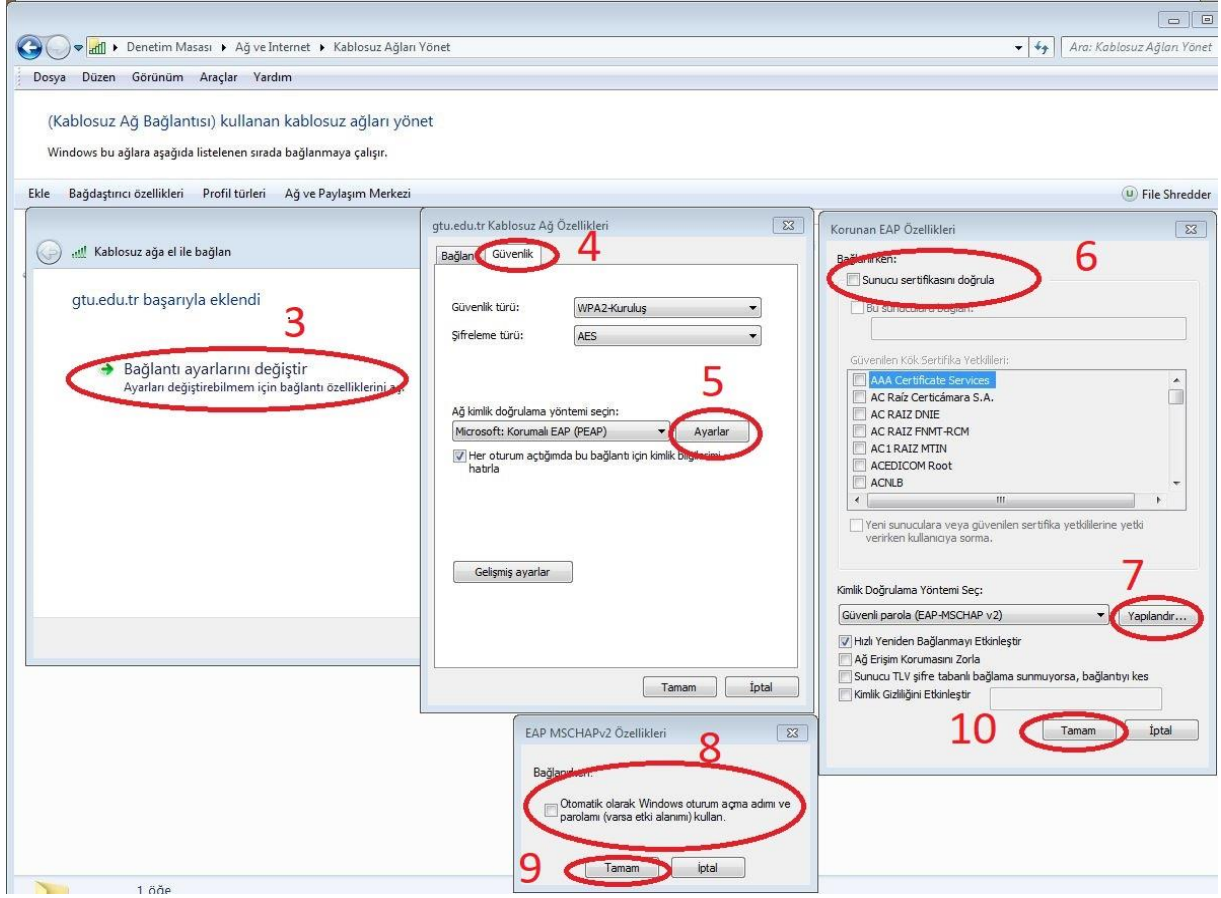 Denetim Masası ▸ Ağ ve Internet ▸ Kablosuz Ağları Yönet
Ara: Kablosuz Ağları Yönet
Dosya Düzen Görünüm Araçlar Yardım
(Kablosuz Ağ Bağlantısı) kullanan kablosuz ağları yönet
Windows bu ağlara aşağıda listelenen sırada bağlanmaya çalışır.
Ekle Bağdaştırıcı özellikleri Profil türleri Ağ ve Paylaşım Merkezi
File Shredder
Kablosuz ağa el ile bağlan
gtu.edu.tr başarıyla eklendi
3
Bağlantı ayarlarını değiştir
Ayarları değiştirebilmem için bağlantı özelliklerini aç.
gtu.edu.tr Kablosuz Ağ Özellikleri
4
Bağlan Güvenlik
Güvenlik türü: WPA2-Kuruluş
Şifreleme türü: AES
5
Ağ kimlik doğrulama yöntemi seçin:
Microsoft: Korumalı EAP (PEAP) Ayarlar
Her oturum açtığımda bu bağlantı için kimlik bilgilerimi
hatırla
Gelişmiş ayarlar
Tamam İptal
Korunan EAP Özellikleri
6
Bağlanırken:
Sunucu sertifikasını doğrula
Bu sunuculara bağlan:
Güvenilen Kök Sertifika Yetkilileri:
AAA Certificate Services
AC Raíz Certicámara S.A.
AC RAIZ DNIE
AC RAIZ FNMT-RCM
AC1 RAIZ MTIN
ACEDICOM Root
ACNLB
Yeni sunuculara veya güvenilen sertifika yetkililerine yetki
verirken kullanıcıya sorma.
7
Kimlik Doğrulama Yöntemi Seç:
Güvenli parola (EAP-MSCHAP v2) Yapılandır...
Hızlı Yeniden Bağlanmayı Etkinleştir
Ağ Erişim Korumasını Zorla
Sunucu TLV şifre tabanlı bağlama sunmuyorsa, bağlantıyı kes
Kimlik Gizliliğini Etkinleştir
10
Tamam İptal
EAP MSCHAPv2 Özellikleri
8
Bağlanırken:
Otomatik olarak Windows oturum açma adımı ve
parolamı (varsa etki alanımı) kullan.
9
Tamam İptal
1 öğe